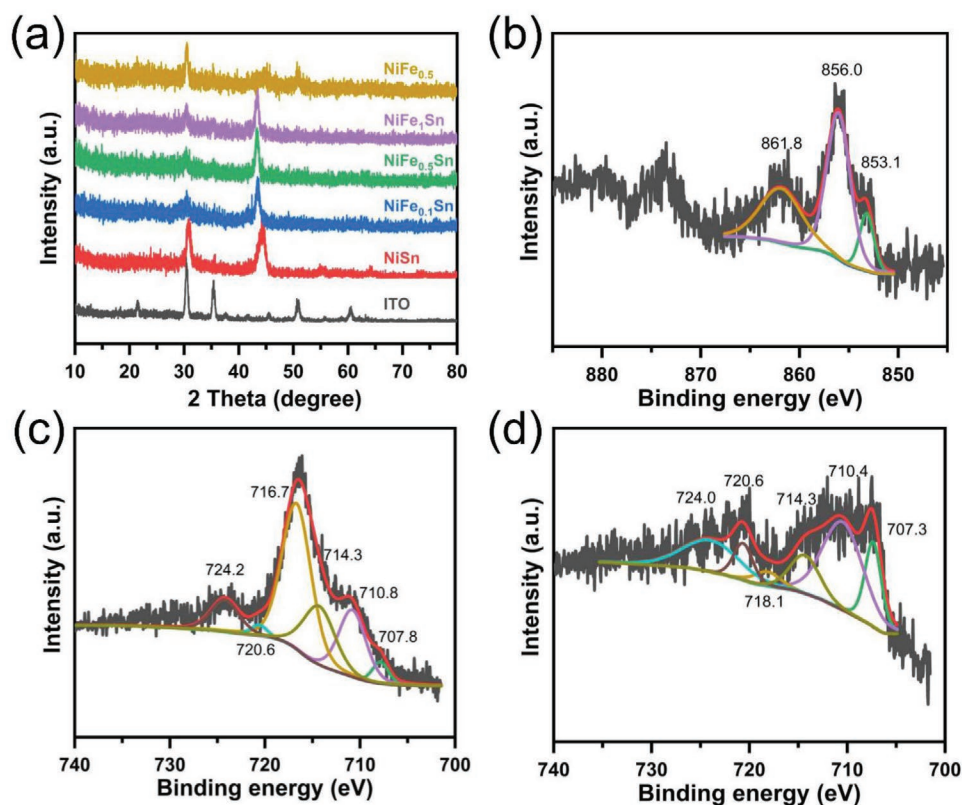 (a)
Intensity (a.u.)
NiFe0.5
NiFe1Sn
NiFe0.5Sn
NiFe0.1Sn
NiSn
ITO
10 20 30 40 50 60 70 80
2 Theta (degree)
(b)
Intensity (a.u.)
856.0
861.8
853.1
880 870 860 850
Binding energy (eV)
(c)
Intensity (a.u.)
716.7
714.3
724.2
710.8
707.8
720.6
740 730 720 710 700
Binding energy (eV)
(d)
Intensity (a.u.)
710.4
720.6
714.3
724.0
707.3
718.1
740 730 720 710 700
Binding energy (eV)